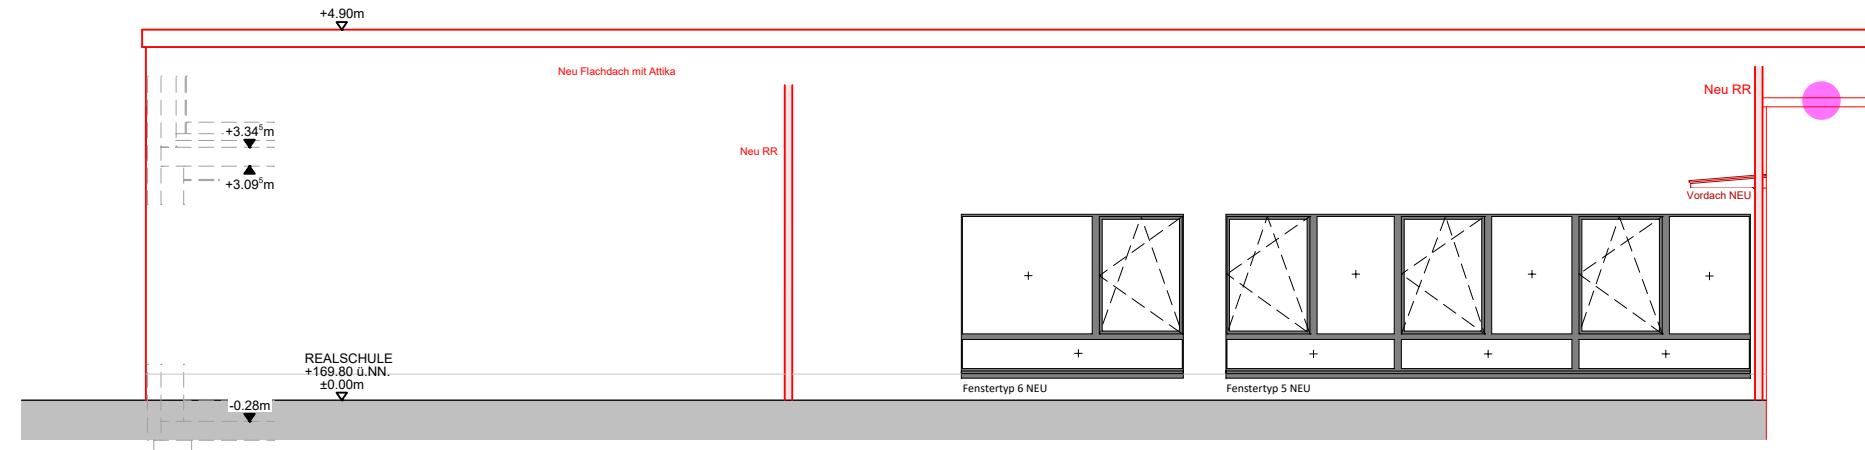 +4.90m
Neu Flachdach mit Attika
Neu RR
+3.34⁵m
Neu RR
+3.09⁵m
Vordach NEU
REALSCHULE
+169.80 ü.NN.
±0.00m
Fenstertyp 6 NEU
Fenstertyp 5 NEU
-0.28m